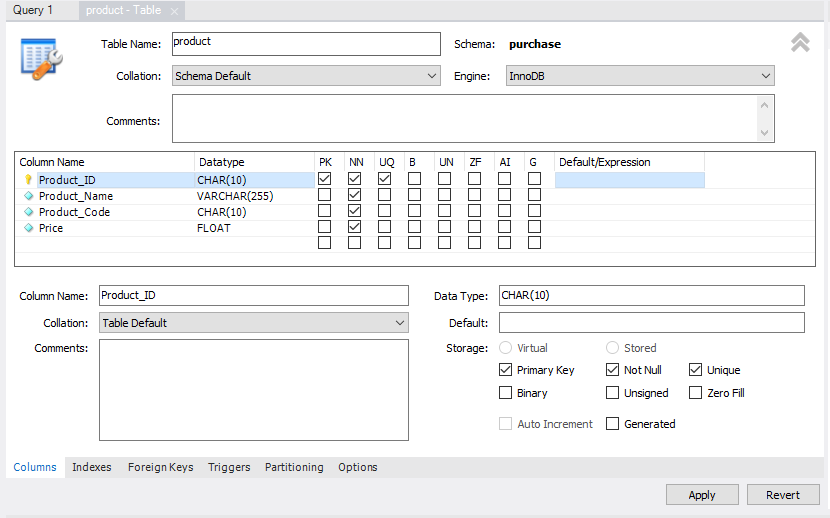 Query 1 product - Table
Table Name: product Schema: purchase
Collation: Schema Default Engine: InnoDB
Comments:
Column Name Datatype PK NN UQ B UN ZF AI G Default/Expression
Product_ID CHAR(10)
Product_Name VARCHAR(255)
Product_Code CHAR(10)
Price FLOAT
Column Name: Product_ID Data Type: CHAR(10)
Collation: Table Default Default:
Comments: Storage: Virtual Stored
Primary Key Not Null Unique
Binary Unsigned Zero Fill
Auto Increment Generated
Columns Indexes Foreign Keys Triggers Partitioning Options
Apply Revert